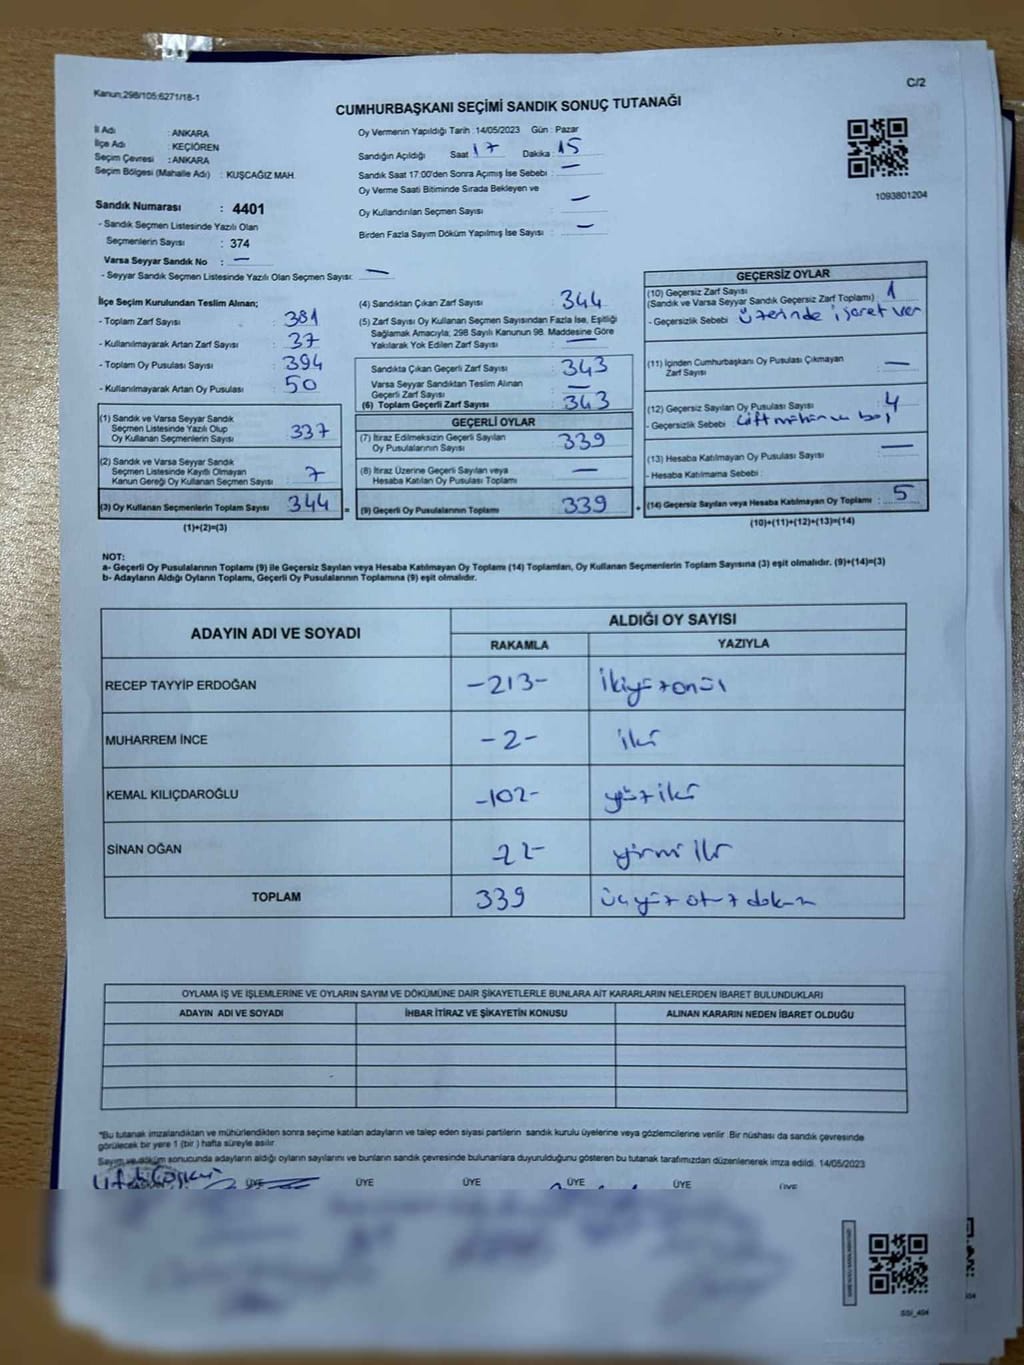 Kanun;298/105;6271/18-1
C/2
CUMHURBAŞKANI SEÇİMİ SANDIK SONUÇ TUTANAĞI
İl Adı : ANKARA
İlçe Adı : KEÇİÖREN
Seçim Çevresi : ANKARA
Seçim Bölgesi (Mahalle Adı) : KUŞCAĞIZ MAH.
Sandık Numarası : 4401
- Sandık Seçmen Listesinde Yazılı Olan
Seçmenlerin Sayısı : 374
Varsa Seyyar Sandık No : —
- Seyyar Sandık Seçmen Listesinde Yazılı Olan Seçmen Sayısı: —
Oy Vermenin Yapıldığı Tarih : 14/05/2023 Gün : Pazar
Sandığın Açıldığı Saat : 17 Dakika : 15
Sandık Saat 17:00'den Sonra Açımış İse Sebebi : —
Oy Verme Saati Bitiminde Sırada Bekleyen ve
Oy Kullandırılan Seçmen Sayısı : —
Birden Fazla Sayım Döküm Yapılmış İse Sayısı : —
1093801204
İlçe Seçim Kurulundan Teslim Alınan;
- Toplam Zarf Sayısı : 381
- Kullanılmayarak Artan Zarf Sayısı : 37
- Toplam Oy Pusulası : 394
- Kullanılmayarak Artan Oy Pusulası : 50
(1) Sandık ve Varsa Seyyar Sandık
Seçmen Listesinde Yazılı Olup
Oy Kullanan Seçmenlerin Sayısı : 337
(2) Sandık ve Varsa Seyyar Sandık
Seçmen Listesinde Kayıtlı Olmayan
Kanun Gereği Oy Kullanan Seçmen Sayısı : 7
(3) Oy Kullanan Seçmenlerin Toplam Sayısı : 344 =
(1)+(2)=(3)
(4) Sandıktan Çıkan Zarf Sayısı : 344
(5) Zarf Sayısı Oy Kullanan Seçmen Sayısından Fazla İse, Eşitliği
Sağlamak Amacıyla; 298 Sayılı Kanunun 98. Maddesine Göre
Yakılarak Yok Edilen Zarf Sayısı : —
Sandıkta Çıkan Geçerli Zarf Sayısı : 343
Varsa Seyyar Sandıktan Teslim Alınan
Geçerli Zarf Sayısı : —
(6) Toplam Geçerli Zarf Sayısı : 343
GEÇERLİ OYLAR
(7) İtiraz Edilmeksizin Geçerli Sayılan
Oy Pusulalarının Sayısı : 339
(8) İtiraz Üzerine Geçerli Sayılan veya
Hesaba Katılan Oy Pusulası Toplamı : —
(9) Geçerli Oy Pusulalarının Toplamı : 339 +
GEÇERSİZ OYLAR
(10) Geçersiz Zarf Sayısı 1
(Sandık ve Varsa Seyyar Sandık Geçersiz Zarf Toplamı) :
- Geçersizlik Sebebi : Üzerinde işaret var
(11) İçinden Cumhurbaşkanı Oy Pusulası Çıkmayan
Zarf Sayısı : —
(12) Geçersiz Sayılan Oy Pusulası Sayısı : 4
- Geçersizlik Sebebi :
(13) Hesaba Katılmayan Oy Pusulası Sayısı : —
- Hesaba Katılmama Sebebi :
(14) Geçersiz Sayılan veya Hesaba Katılmayan Oy Toplamı : 5
(10)+(11)+(12)+(13)=(14)
NOT:
a- Geçerli Oy Pusulalarının Toplamı (9) ile Geçersiz Sayılan veya Hesaba Katılmayan Oy Toplamı (14) Toplamları, Oy Kullanan Seçmenlerin Toplam Sayısına (3) eşit olmalıdır. (9)+(14)=(3)
b- Adayların Aldığı Oyların Toplamı, Geçerli Oy Pusulalarının Toplamına (9) eşit olmalıdır.
ADAYIN ADI VE SOYADI
ALDIĞI OY SAYISI
RAKAMLA
YAZIYLA
RECEP TAYYİP ERDOĞAN -213- ikiyüzonüç
MUHARREM İNCE -2- iki
KEMAL KILIÇDAROĞLU -102- yüziki
SİNAN OĞAN -22- yirmi iki
TOPLAM 339 üçyüz otuz dokuz
OYLAMA İŞ VE İŞLEMLERİNE VE OYLARIN SAYIM VE DÖKÜMÜNE DAİR ŞİKAYETLERLE BUNLARA AİT KARARLARIN NELERDEN İBARET BULUNDUKLARI
ADAYIN ADI VE SOYADI
İHBAR İTİRAZ VE ŞİKAYETİN KONUSU
ALINAN KARARIN NEDEN İBARET OLDUĞU
*Bu tutanak imzalandıktan ve mühürlendikten sonra seçime katılan adayların ve talep eden siyasi partilerin sandık kurulu üyelerine veya gözlemcilerine verilir. Bir nüshası da sandık çevresinde
görülecek bir yere 1 (bir ) hafta süreyle asılır.
Sayım ve döküm sonucunda adayların aldığı oyların sayılarını ve bunların sandık çevresinde bulunanlara duyurulduğunu gösteren bu tutanak tarafımızdan düzenlenerek imza edildi. 14/05/2023
BAŞKAN ÜYE ÜYE ÜYE ÜYE ÜYE ÜYE